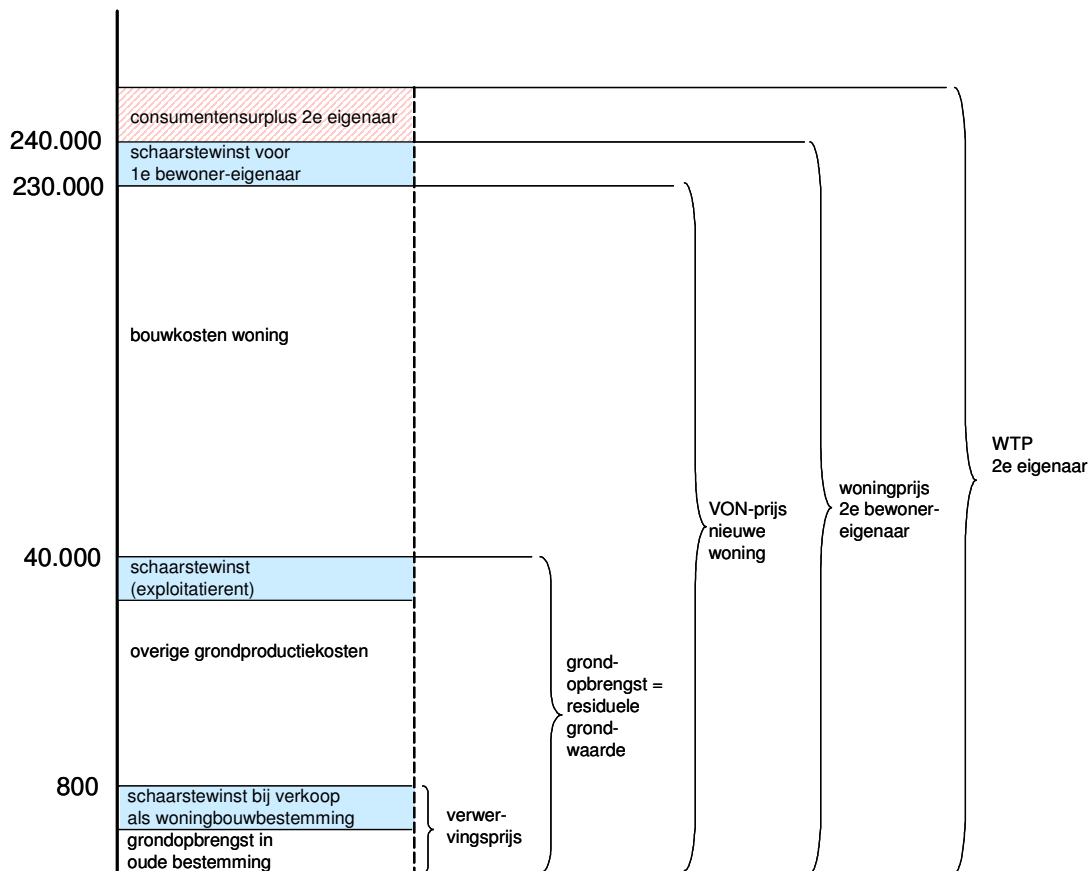 consumentensurplus 2e eigenaar
240.000
schaarstewinst voor
1e bewoner-eigenaar
230.000
bouwkosten woning
WTP
2e eigenaar
woningprijs
2e bewoner-
eigenaar
VON-prijs
nieuwe
woning
40.000
schaarstewinst
(exploitatierent)
overige grondproductiekosten
grond-
opbrengst =
residuele
grond-
waarde
800
schaarstewinst bij verkoop
als woningbouwbestemming
verwer-
vingsprijs
grondopbrengst in
oude bestemming